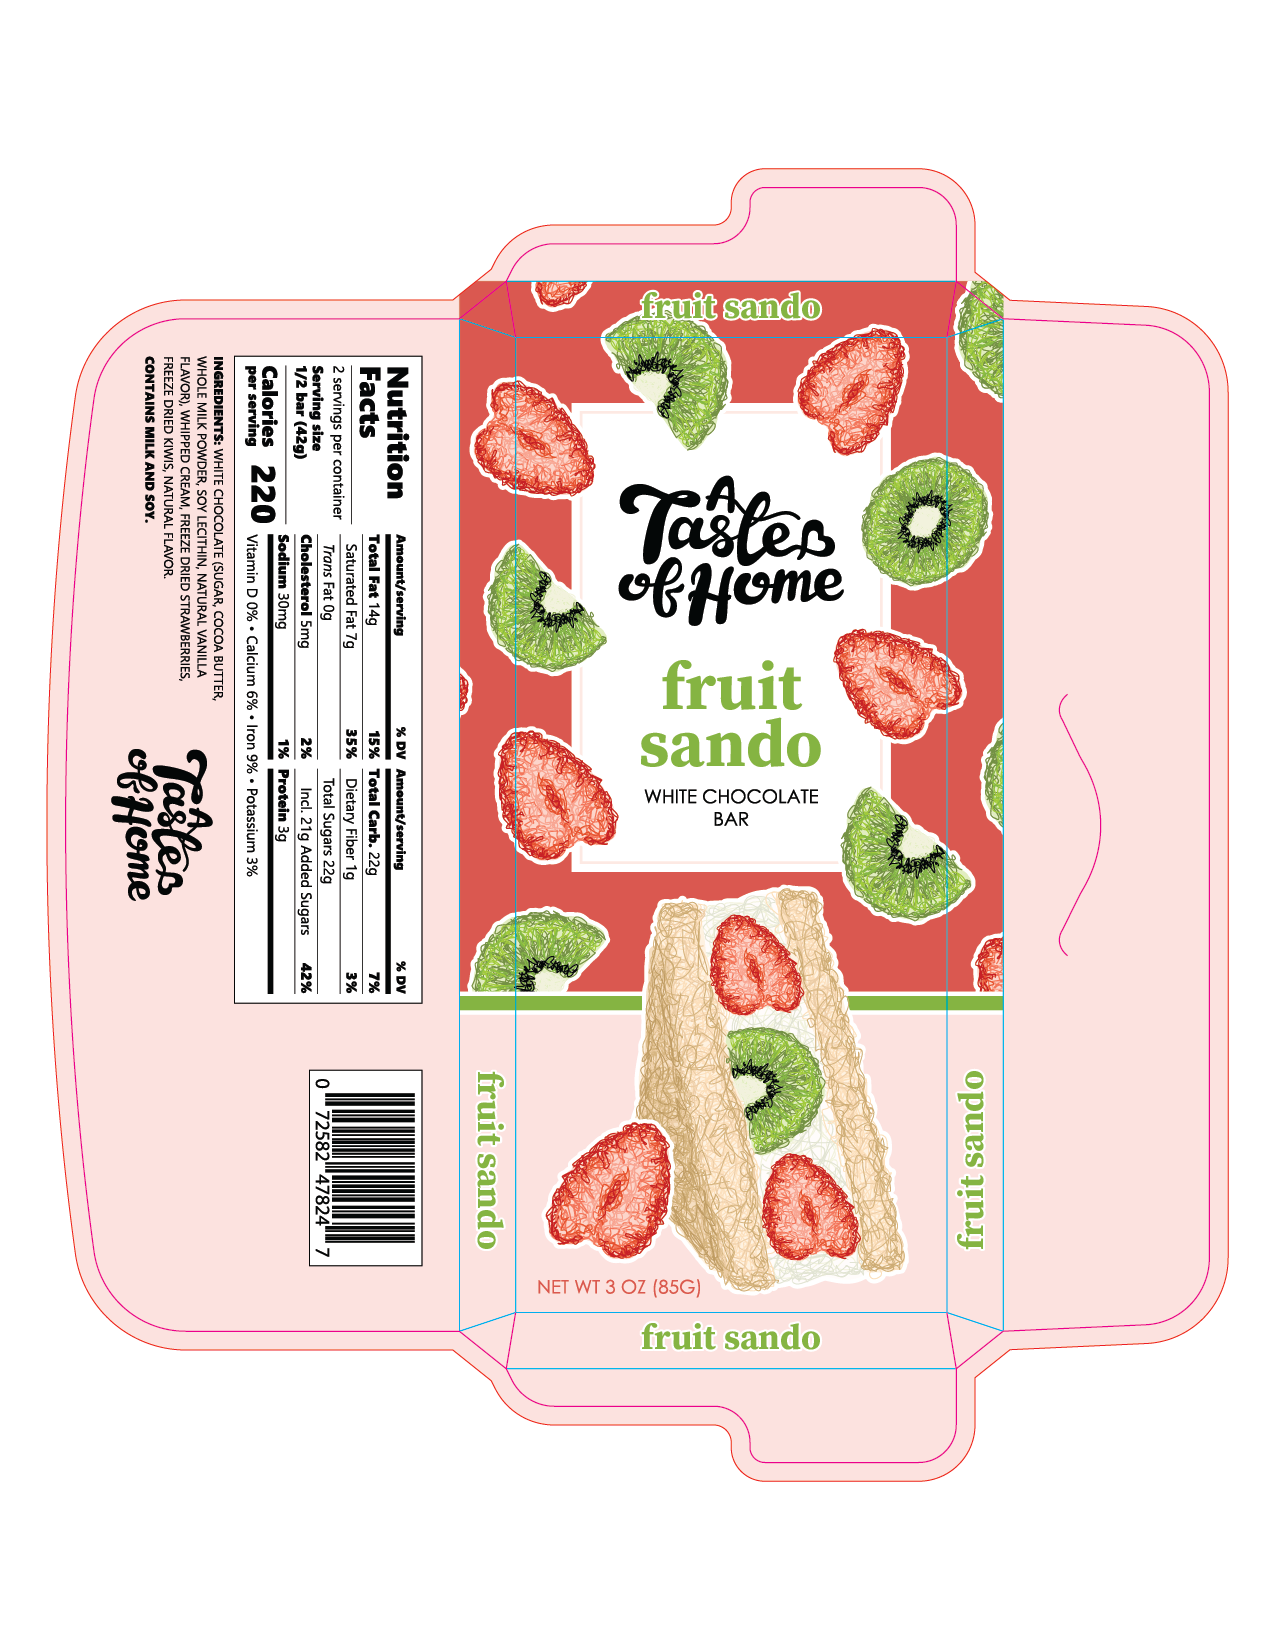 fruit sando
A
Tastes
of Home
fruit
sando
WHITE CHOCOLATE
BAR
NET WT 3 OZ (85G)
fruit sando
fruit sando
fruit sando
Nutrition
Facts
2 servings per container
Serving size
1/2 bar (42g)
Calories 220
per serving
Amount/serving % DV
Total Fat 14g 15%
Saturated Fat 7g 35%
Trans Fat 0g
Cholesterol 5mg 2%
Sodium 30mg 1%
Amount/serving % DV
Total Carb. 22g 7%
Dietary Fiber 1g 3%
Total Sugars 22g
Incl. 21g Added Sugars 42%
Protein 3g
Vitamin D 0% • Calcium 6% • Iron 9% • Potassium 3%
INGREDIENTS: WHITE CHOCOLATE (SUGAR, COCOA BUTTER,
WHOLE MILK POWDER, SOY LECITHIN, NATURAL VANILLA
FLAVOR), WHIPPED CREAM, FREEZE DRIED STRAWBERRIES,
FREEZE DRIED KIWIS, NATURAL FLAVOR.
CONTAINS MILK AND SOY.
A
Tastes
of Home
0 72582 47824 7